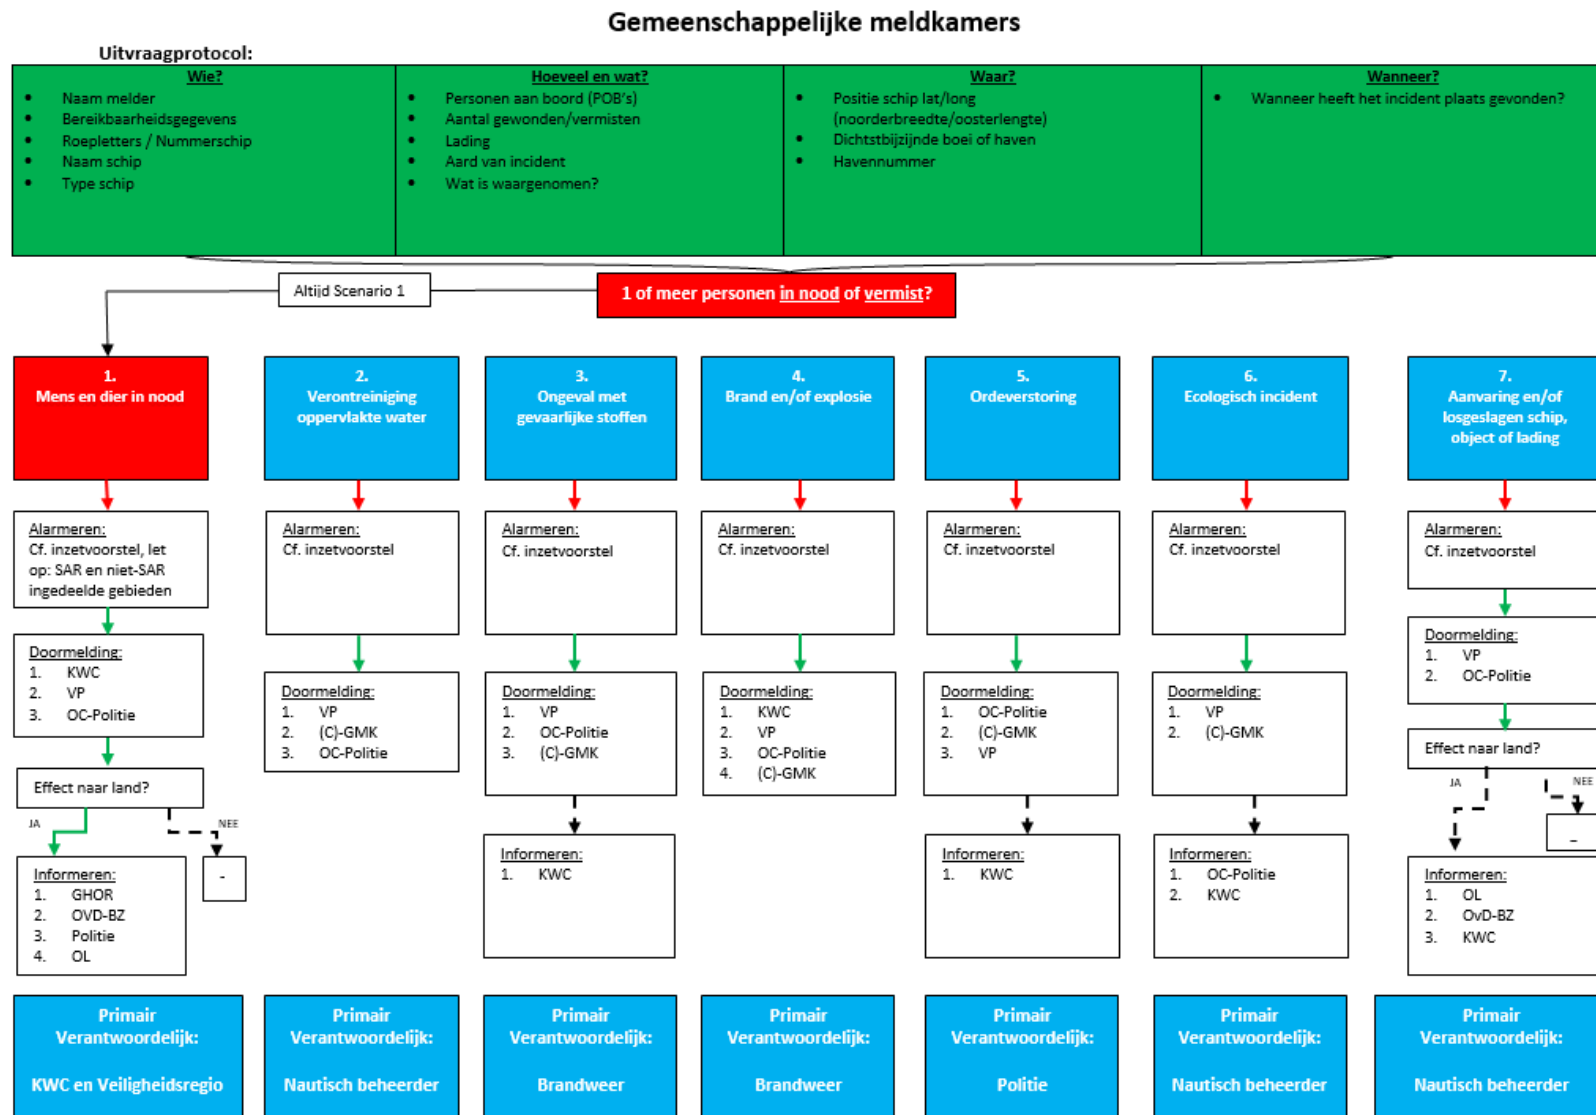 Gemeenschappelijke meldkamers
Uitvraagprotocol:
Wie?
• Naam melder
• Bereikbaarheidsgegevens
• Roepletters / Nummerschip
• Naam schip
• Type schip
Hoeveel en wat?
• Personen aan boord (POB's)
• Aantal gewonden/vermisten
• Lading
• Aard van incident
• Wat is waargenomen?
Waar?
• Positie schip lat/long
(noorderbreedte/oosterlengte)
• Dichtstbijzijnde boei of haven
• Havennummer
Wanneer?
• Wanneer heeft het incident plaats gevonden?
Altijd Scenario 1
1 of meer personen in nood of vermist?
1.
Mens en dier in nood
2.
Verontreiniging
oppervlakte water
3.
Ongeval met
gevaarlijke stoffen
4.
Brand en/of explosie
5.
Ordeverstoring
6.
Ecologisch incident
7.
Aanvaring en/of
losgeslagen schip,
object of lading
Alarmeren:
Cf. inzetvoorstel, let
op: SAR en niet-SAR
ingedeelde gebieden
Alarmeren:
Cf. inzetvoorstel
Alarmeren:
Cf. inzetvoorstel
Alarmeren:
Cf. inzetvoorstel
Alarmeren:
Cf. inzetvoorstel
Alarmeren:
Cf. inzetvoorstel
Alarmeren:
Cf. inzetvoorstel
Doormelding:
1. KWC
2. VP
3. OC-Politie
Doormelding:
1. VP
2. (C)-GMK
3. OC-Politie
Doormelding:
1. VP
2. OC-Politie
3. (C)-GMK
Doormelding:
1. KWC
2. VP
3. OC-Politie
4. (C)-GMK
Doormelding:
1. OC-Politie
2. (C)-GMK
3. VP
Doormelding:
1. VP
2. (C)-GMK
Doormelding:
1. VP
2. OC-Politie
Effect naar land?
JA
NEE
Effect naar land?
JA
NEE
Informeren:
1. GHOR
2. OVD-BZ
3. Politie
4. OL
-
Informeren:
1. KWC
Informeren:
1. KWC
Informeren:
1. OC-Politie
2. KWC
Informeren:
1. OL
2. OvD-BZ
3. KWC
–
Primair
Verantwoordelijk:
KWC en Veiligheidsregio
Primair
Verantwoordelijk:
Nautisch beheerder
Primair
Verantwoordelijk:
Brandweer
Primair
Verantwoordelijk:
Brandweer
Primair
Verantwoordelijk:
Politie
Primair
Verantwoordelijk:
Nautisch beheerder
Primair
Verantwoordelijk:
Nautisch beheerder